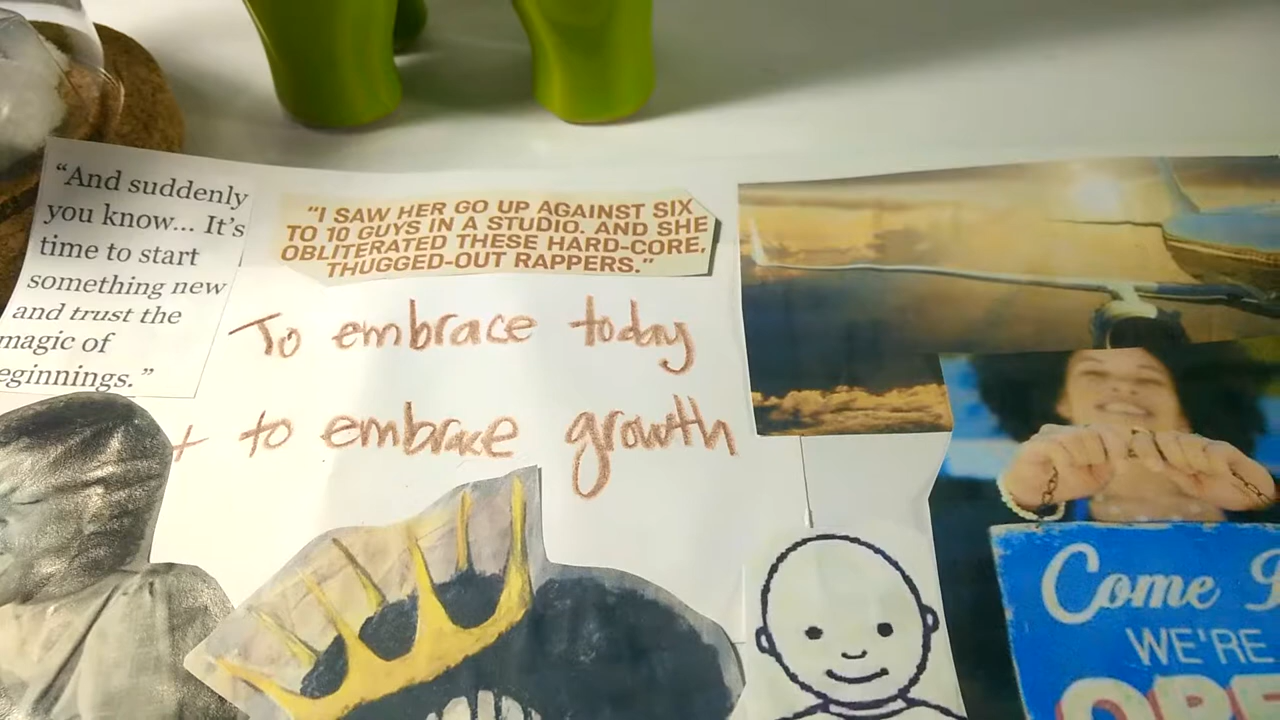 “And suddenly
you know... It’s
time to start
something new
and trust the
magic of
eginnings.”
“I SAW HER GO UP AGAINST SIX
TO 10 GUYS IN A STUDIO. AND SHE
OBLITERATED THESE HARD-CORE,
THUGGED-OUT RAPPERS.”
To embrace today
+ to embrace growth
Come
WE'RE
OPE